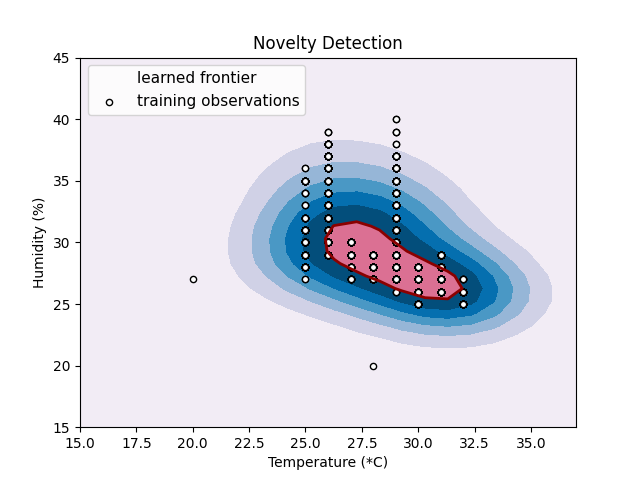 Novelty Detection
learned frontier
training observations
45
40
35
30
25
20
15
Humidity (%)
15.0 17.5 20.0 22.5 25.0 27.5 30.0 32.5 35.0
Temperature (*C)